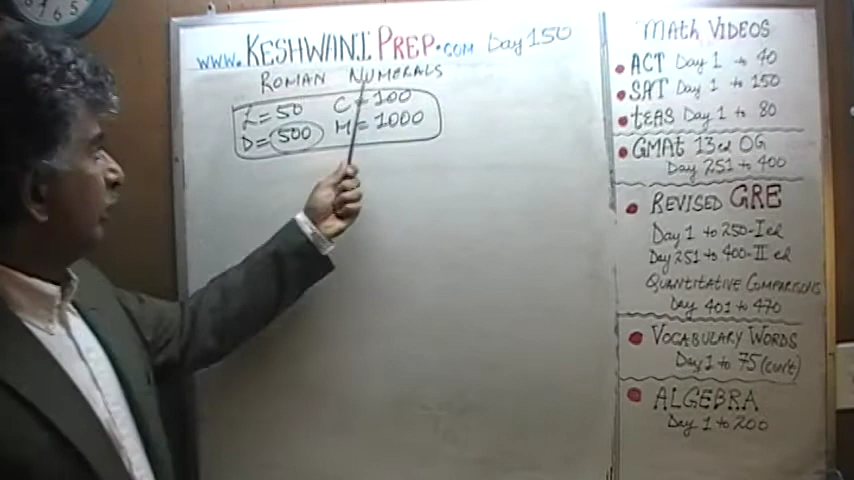 www.KESHWANI PREP.com Day 150
ROMAN NUMERALS
L = 50 C = 100
D = 500 M = 1000
Math VIDEOS
ACT Day 1 to 40
SAT Day 1 to 150
tEAS Day 1 to 80
GMAt 13ed OG
Day 251 to 400
REVISED GRE
Day 1 to 250-I ed
Day 251 to 400-II ed
QUANtitAtiVE COMPARISONS
Day 401 to 470
VOCABULARY WORDS
Day 1 to 75 (con't)
ALGEBRA
Day 1 to 200